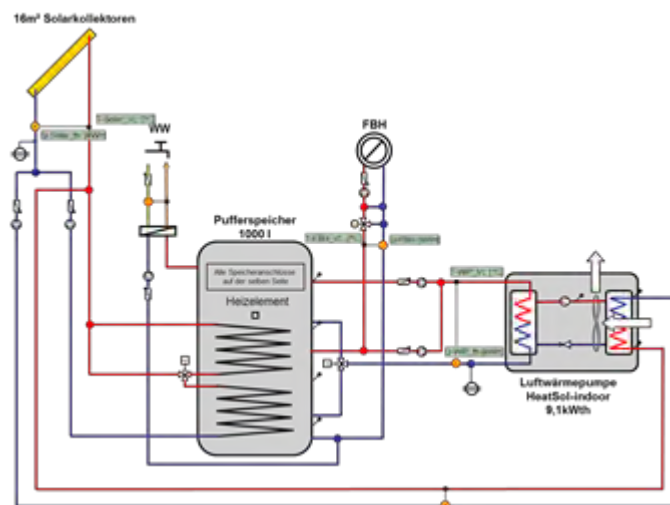 16m² Solarkollektoren
WW
FBH
Pufferspeicher
1000 l
Alle Speicheranschlüsse
auf der selben Seite
Heizelement
Luftwärmepumpe
HeatSol-indoor
9,1kWth